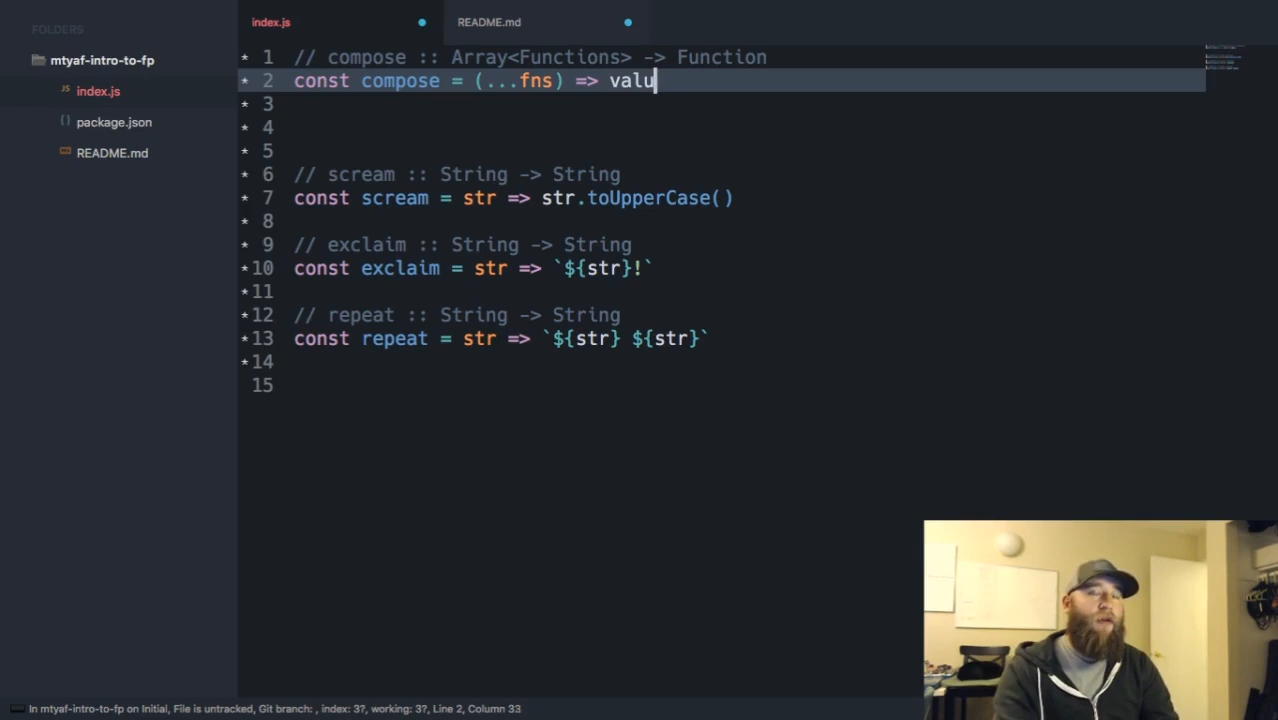 FOLDERS
mtyaf-intro-to-fp
index.js
package.json
README.md
index.js
README.md
* 1 // compose :: Array<Functions> -> Function
* 2 const compose = (...fns) => valu
* 3
* 4
* 5
* 6 // scream :: String -> String
* 7 const scream = str => str.toUpperCase()
* 8
* 9 // exclaim :: String -> String
*10 const exclaim = str => `${str}!`
*11
*12 // repeat :: String -> String
*13 const repeat = str => `${str} ${str}`
*14
15
In mtyaf-intro-to-fp on Initial, File is untracked, Git branch: , index: 3?, working: 3?, Line 2, Column 33